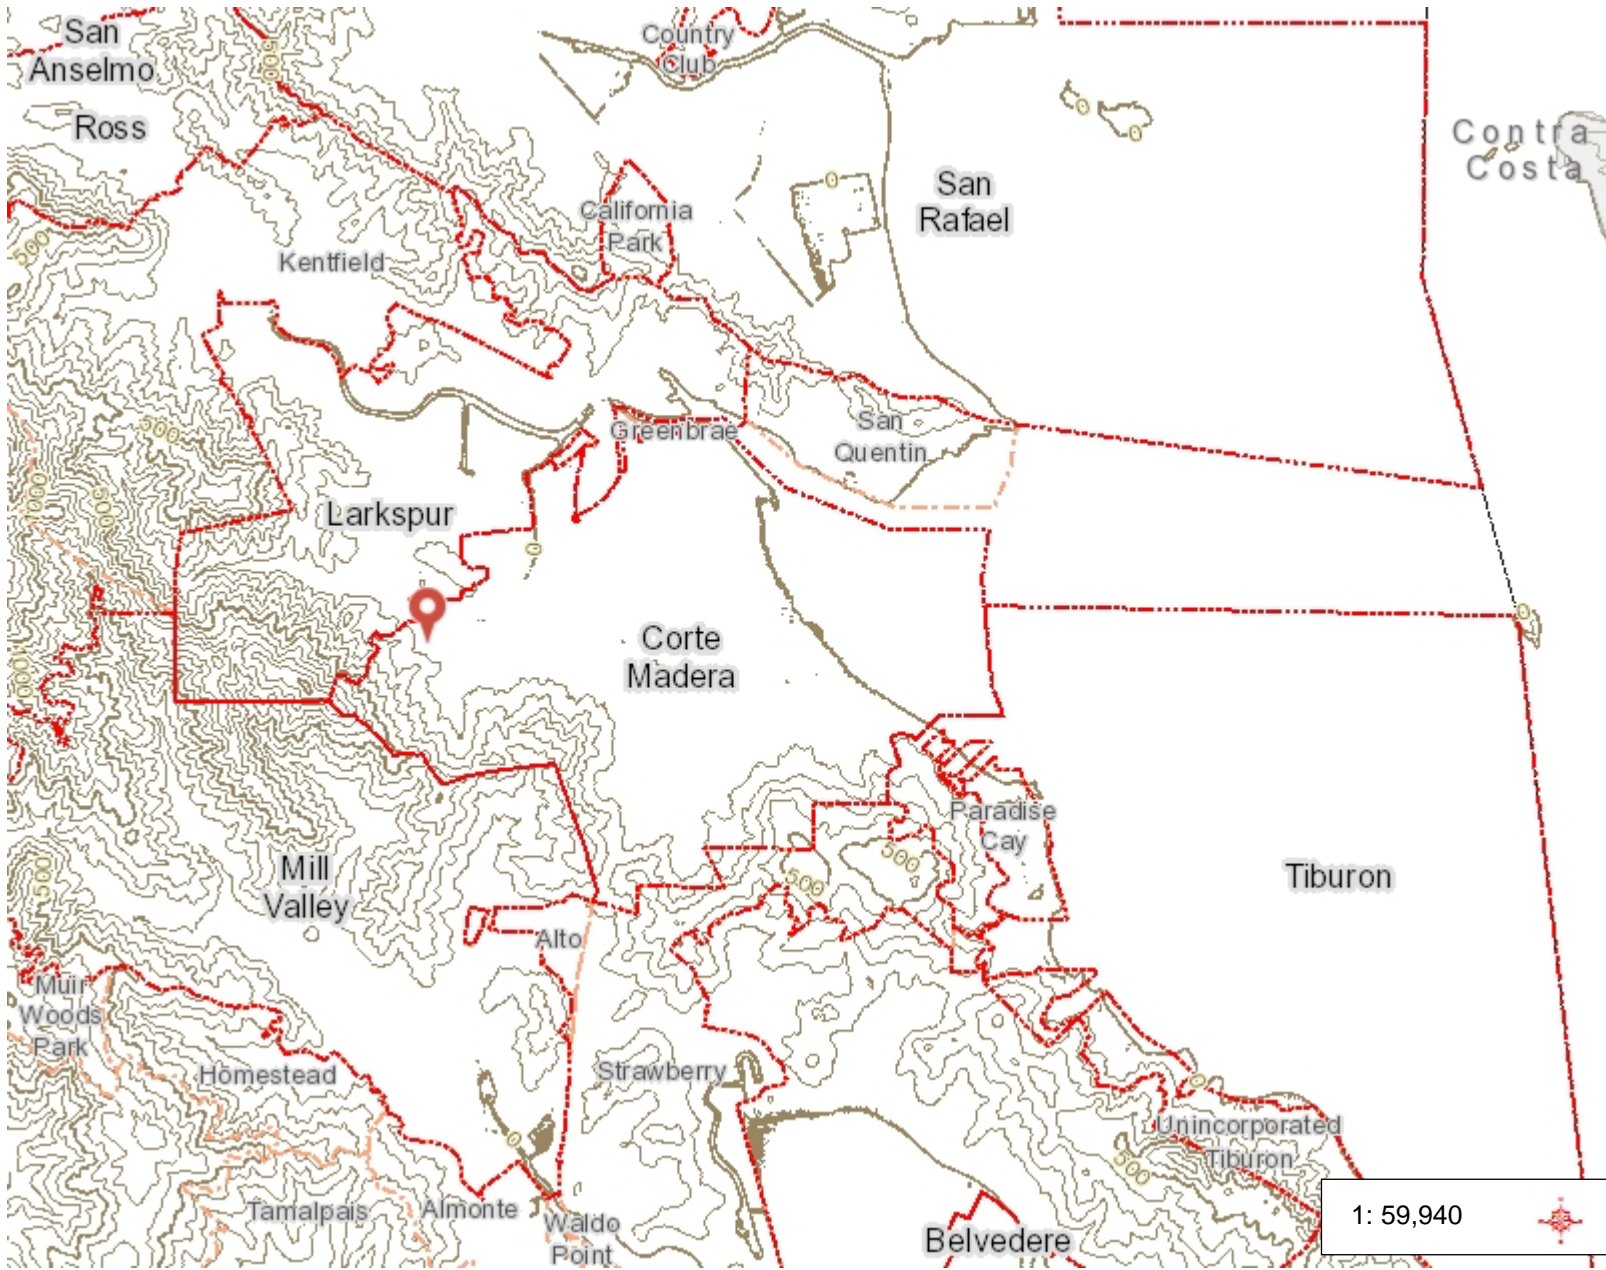 San
Anselmo
Ross
500
Country
Club
0
0
Contra
Costa
0
San
Rafael
California
Park
500
Kentfield
500
1000
500
Greenbrae
San
Quentin
Larkspur
0
0
1000
Corte
Madera
Paradise
Cay
500
500
Tiburon
500
Mill
Valley
Alto
Muir
Woods
Park
Homestead
Strawberry
0
0
Unincorporated
Tiburon
500
Tamalpais
Almonte
Waldo
Point
Belvedere
1: 59,940